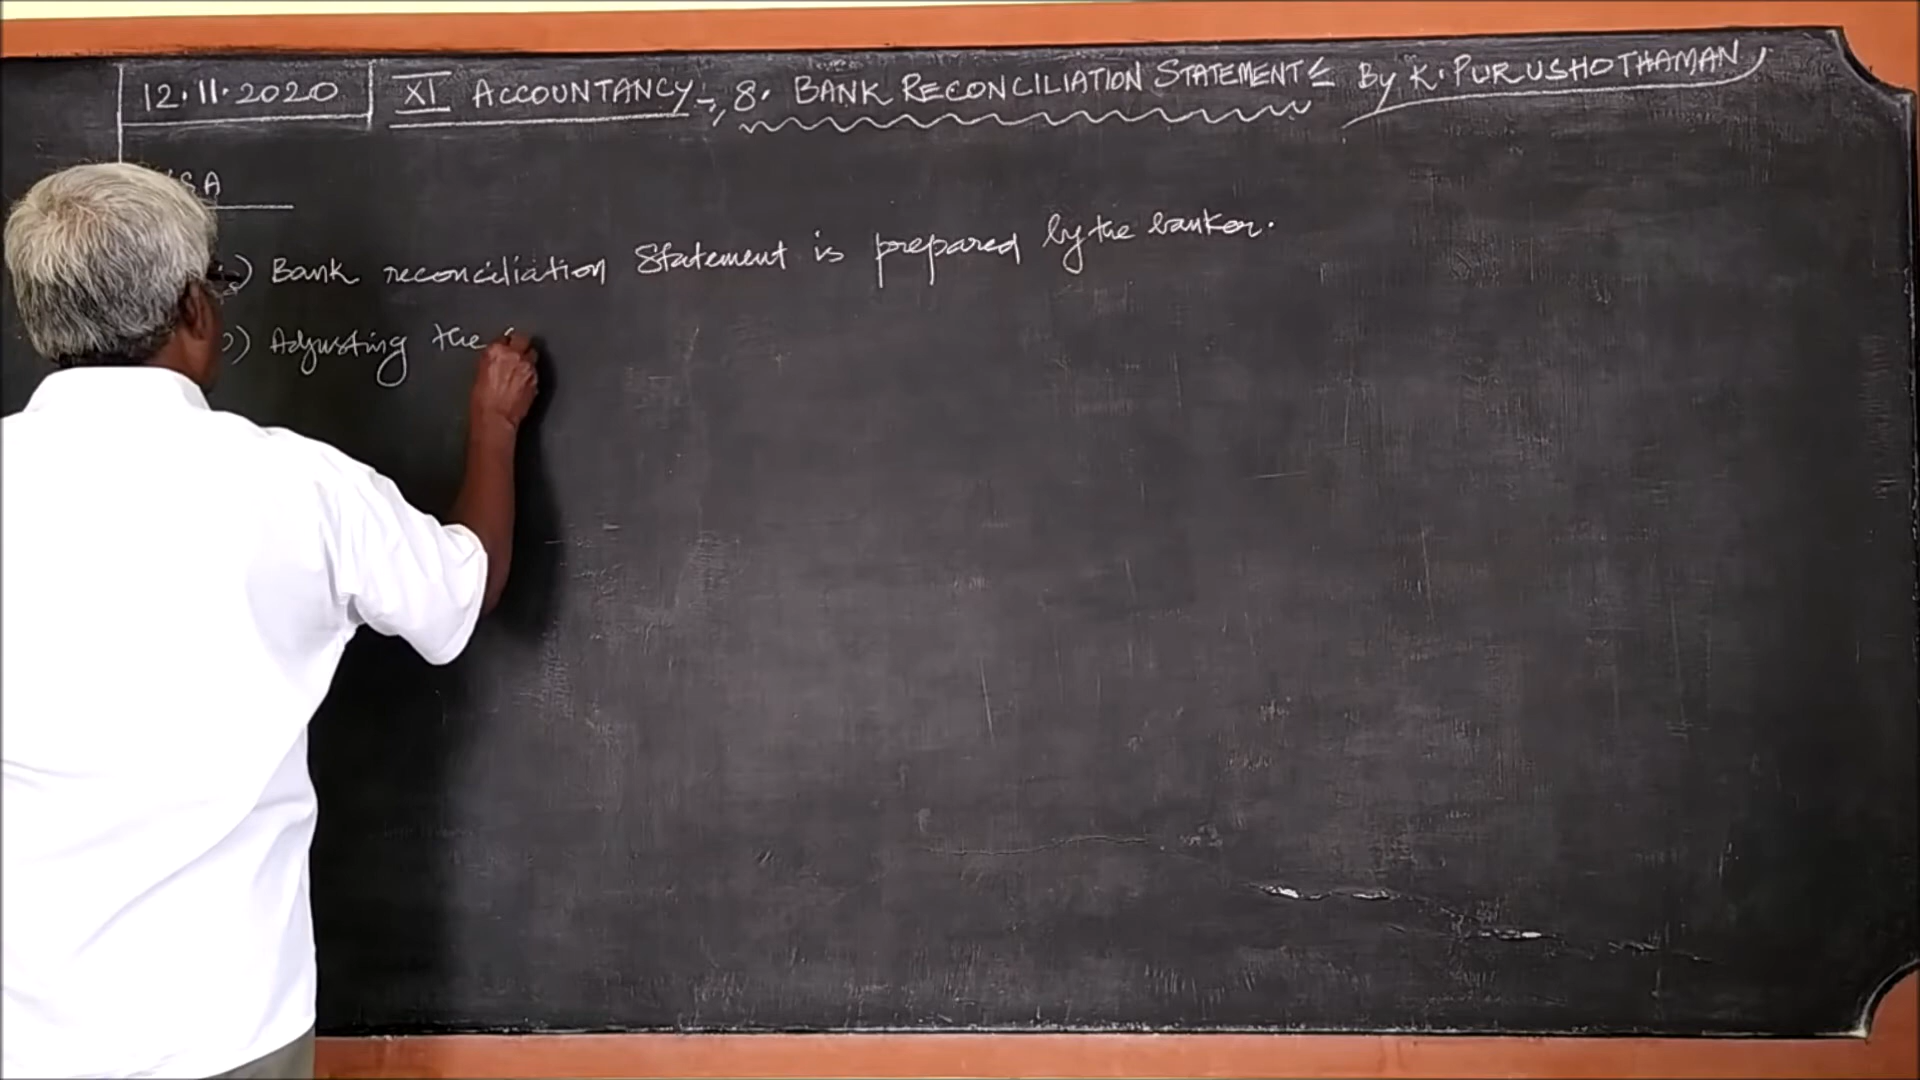 12.11.2020 XI ACCOUNTANCY:-, 8. BANK RECONCILIATION STATEMENT:- By K. PURUSHOTHAMAN
Bank reconciliation Statement is prepared by the banker.
Adjusting the